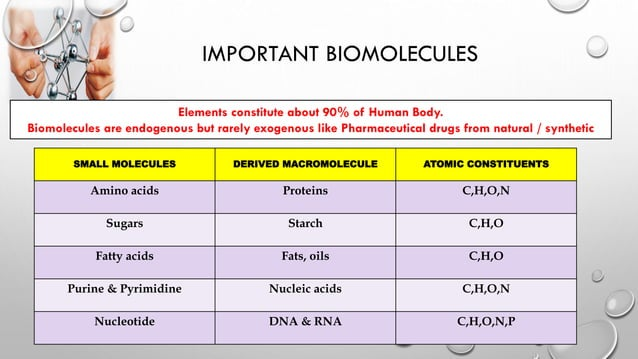 IMPORTANT BIOMOLECULES
Elements constitute about 90% of Human Body.
Biomolecules are endogenous but rarely exogenous like Pharmaceutical drugs from natural / synthetic
SMALL MOLECULES DERIVED MACROMOLECULE ATOMIC CONSTITUENTS
Amino acids Proteins C,H,O,N
Sugars Starch C,H,O
Fatty acids Fats, oils C,H,O
Purine & Pyrimidine Nucleic acids C,H,O,N
Nucleotide DNA & RNA C,H,O,N,P